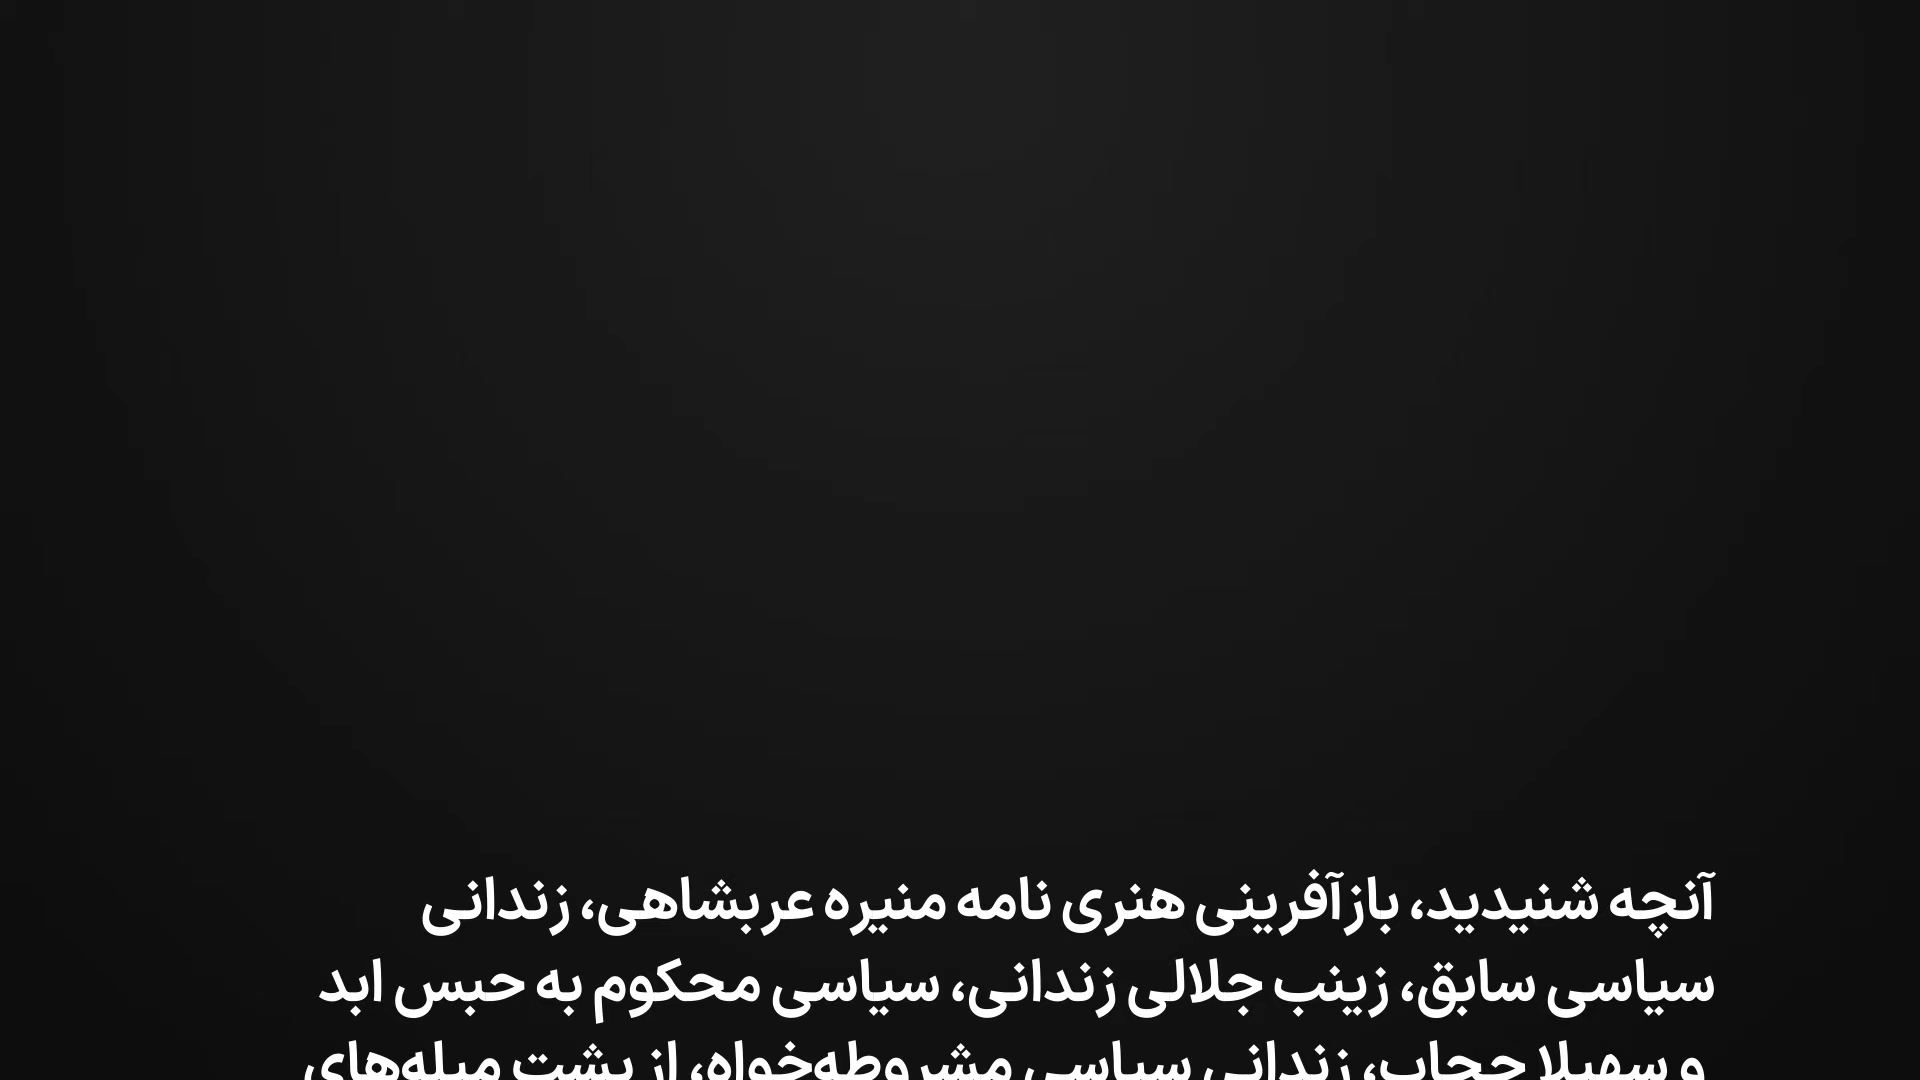 آنچه شنیدید، بازآفرینی هنری نامه منیره عربشاهی، زندانی
سیاسی سابق، زینب جلالی زندانی، سیاسی محکوم به حبس ابد
و سهیلا حجاب، زندانی سیاسی مشروطه‌خواه، از پشت میله‌های